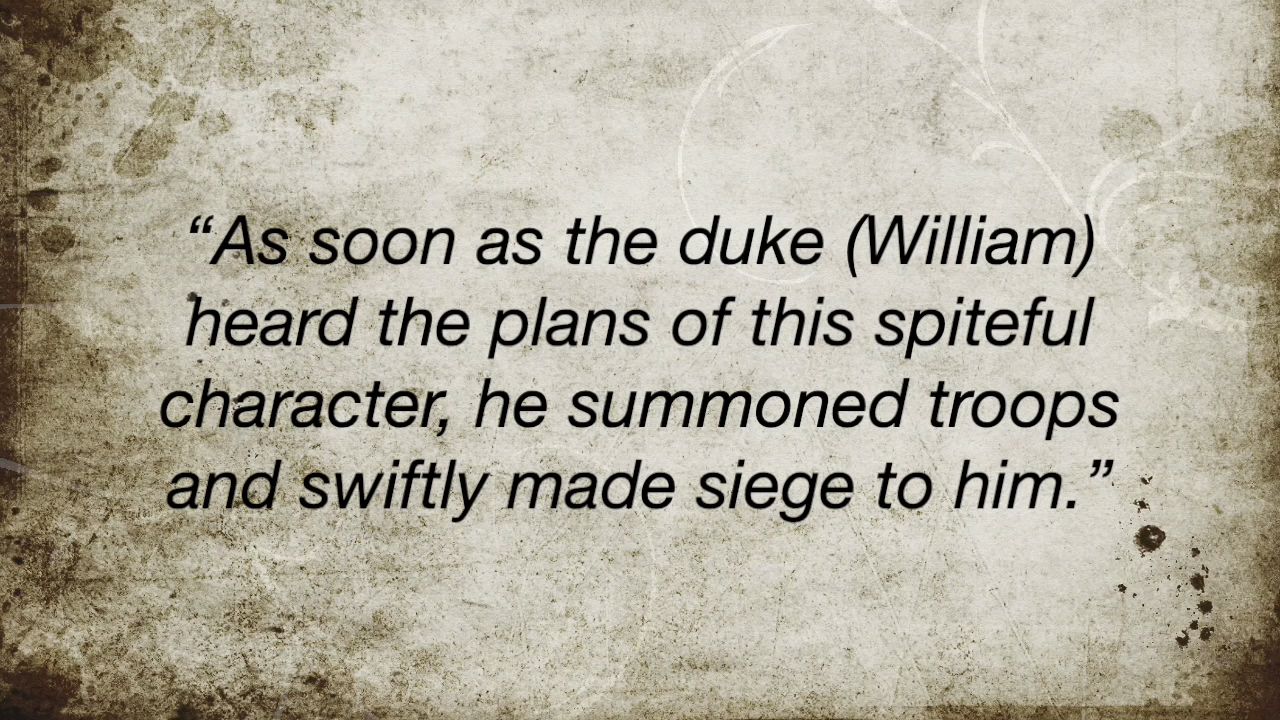 “As soon as the duke (William)
heard the plans of this spiteful
character, he summoned troops
and swiftly made siege to him.”